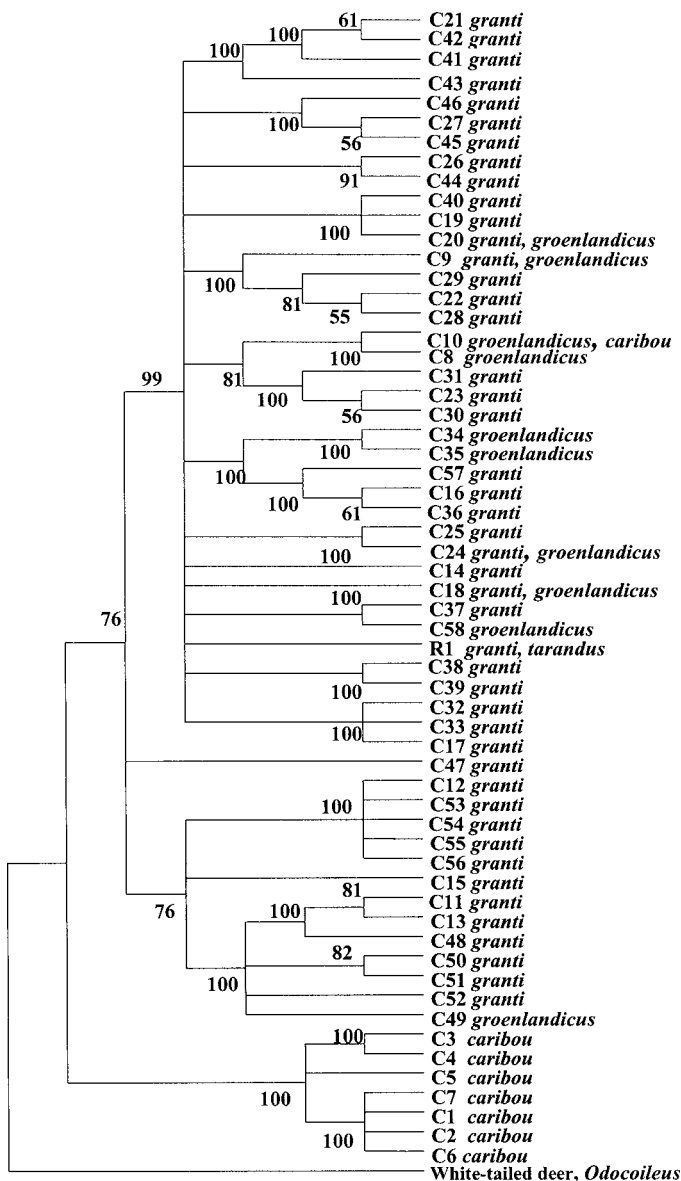 61
C21 granti
C42 granti
100
100
C41 granti
C43 granti
C46 granti
100
C27 granti
56
C45 granti
C26 granti
91
C44 granti
C40 granti
C19 granti
100
C20 granti, groenlandicus
C9 granti, groenlandicus
100
C29 granti
81
C22 granti
55
C28 granti
C10 groenlandicus, caribou
100
C8 groenlandicus
99
81
C31 granti
100
C23 granti
56
C30 granti
C34 groenlandicus
100
C35 groenlandicus
100
C57 granti
100
C16 granti
61
C36 granti
C25 granti
100
C24 granti, groenlandicus
C14 granti
100
C18 granti, groenlandicus
C37 granti
76
C58 groenlandicus
R1 granti, tarandus
C38 granti
100
C39 granti
C32 granti
100
C33 granti
C17 granti
C47 granti
C12 granti
100
C53 granti
C54 granti
C55 granti
C56 granti
C15 granti
81
C11 granti
76
100
C13 granti
C48 granti
82
C50 granti
100
C51 granti
C52 granti
C49 groenlandicus
100
C3 caribou
C4 caribou
C5 caribou
100
C7 caribou
C1 caribou
100
C2 caribou
C6 caribou
White-tailed deer, Odocoileus